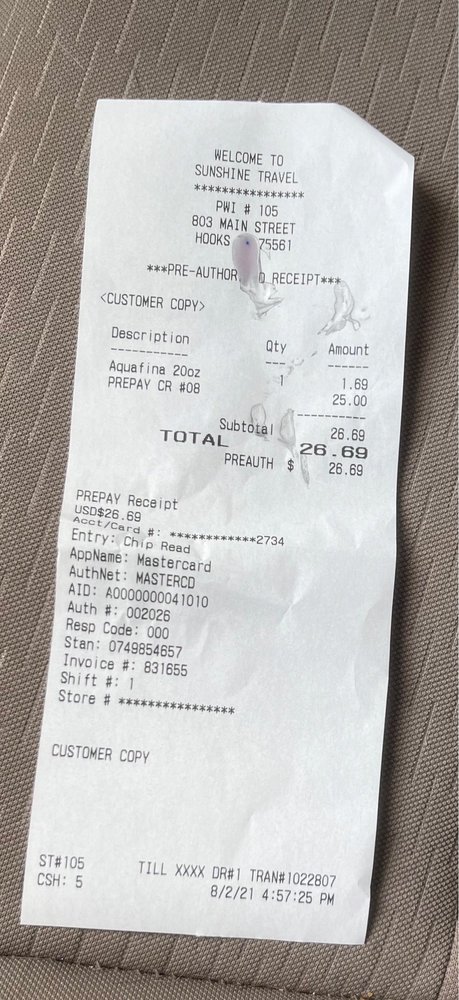 WELCOME TO
SUNSHINE TRAVEL
****************
PWI # 105
803 MAIN STREET
HOOKS 75561
***PRE-AUTHOR D RECEIPT***
<CUSTOMER COPY>
Description Qty Amount
----------- --- ------
Aquafina 20oz 1 1.69
PREPAY CR #08 25.00
----------
Subtotal 26.69
TOTAL 26.69
PREAUTH $ 26.69
PREPAY Receipt
USD$26.69
Acct/Card #: ************2734
Entry: Chip Read
AppName: Mastercard
AuthNet: MASTERCD
AID: A0000000041010
Auth #: 002026
Resp Code: 000
Stan: 0749854657
Invoice #: 831655
Shift #: 1
Store # ****************
CUSTOMER COPY
ST#105 TILL XXXX DR#1 TRAN#1022807
CSH: 5 8/2/21 4:57:25 PM